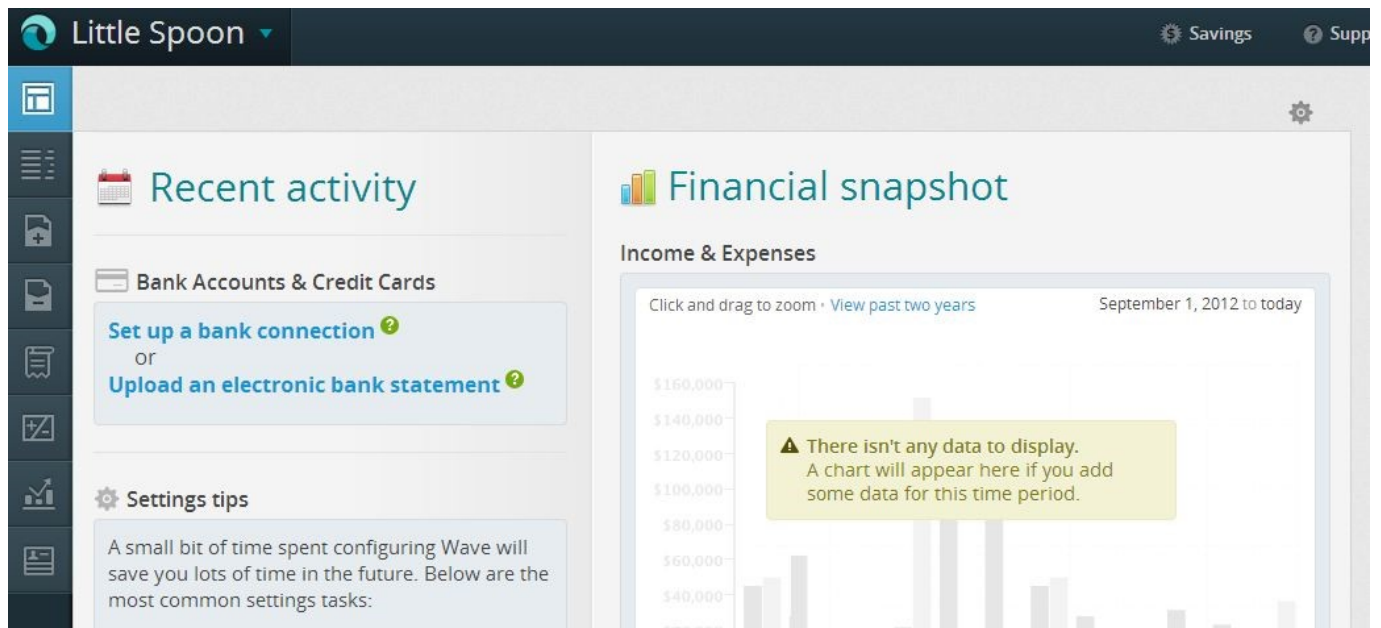 Little Spoon
Savings
Recent activity
Bank Accounts & Credit Cards
Set up a bank connection ?
or
Upload an electronic bank statement ?
Settings tips
A small bit of time spent configuring Wave will
save you lots of time in the future. Below are the
most common settings tasks:
Financial snapshot
Income & Expenses
Click and drag to zoom · View past two years
September 1, 2012 to today
$160,000
$140,000
$120,000
$100,000
$80,000
$60,000
$40,000
There isn't any data to display.
A chart will appear here if you add
some data for this time period.